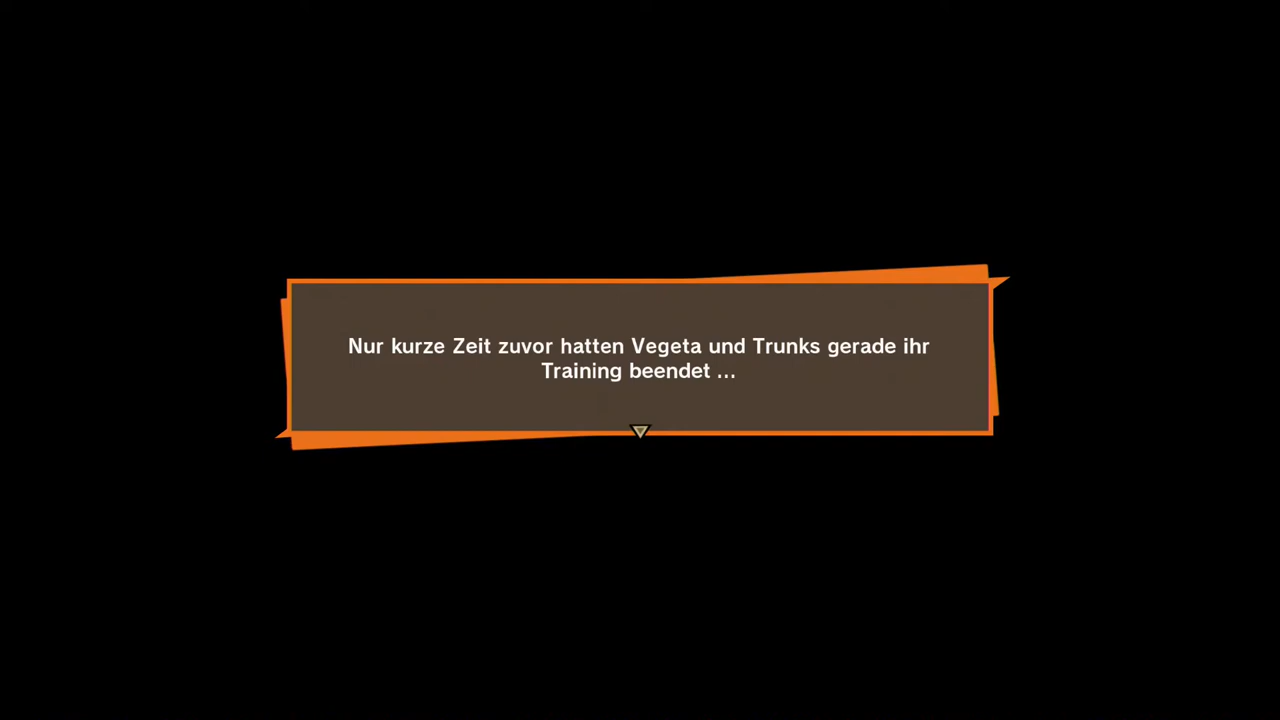 Nur kurze Zeit zuvor hatten Vegeta und Trunks gerade ihr
Training beendet ...